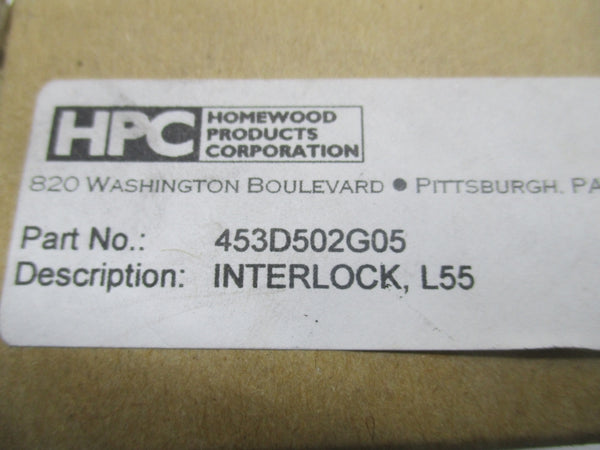 HPC
HOMEWOOD
PRODUCTS
CORPORATION
820 WASHINGTON BOULEVARD • PITTSBURGH, PA
Part No.: 453D502G05
Description: INTERLOCK, L55